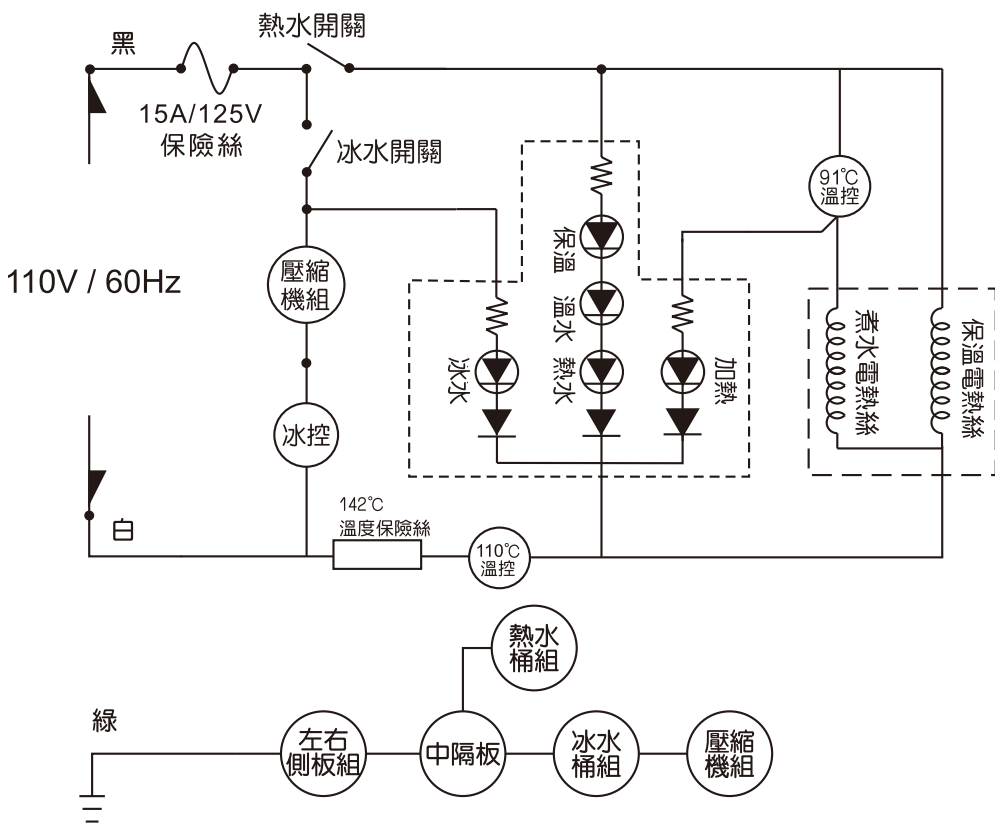 熱水開關
黑
15A/125V
保險絲
冰水開關
91℃
溫控
保溫
110V / 60Hz
壓縮
機組
溫水
煮水電熱絲
保溫電熱絲
冰水
熱水
加熱
冰控
142℃
溫度保險絲
白
110℃
溫控
熱水
桶組
綠
左右
側板組
中隔板
冰水
桶組
壓縮
機組